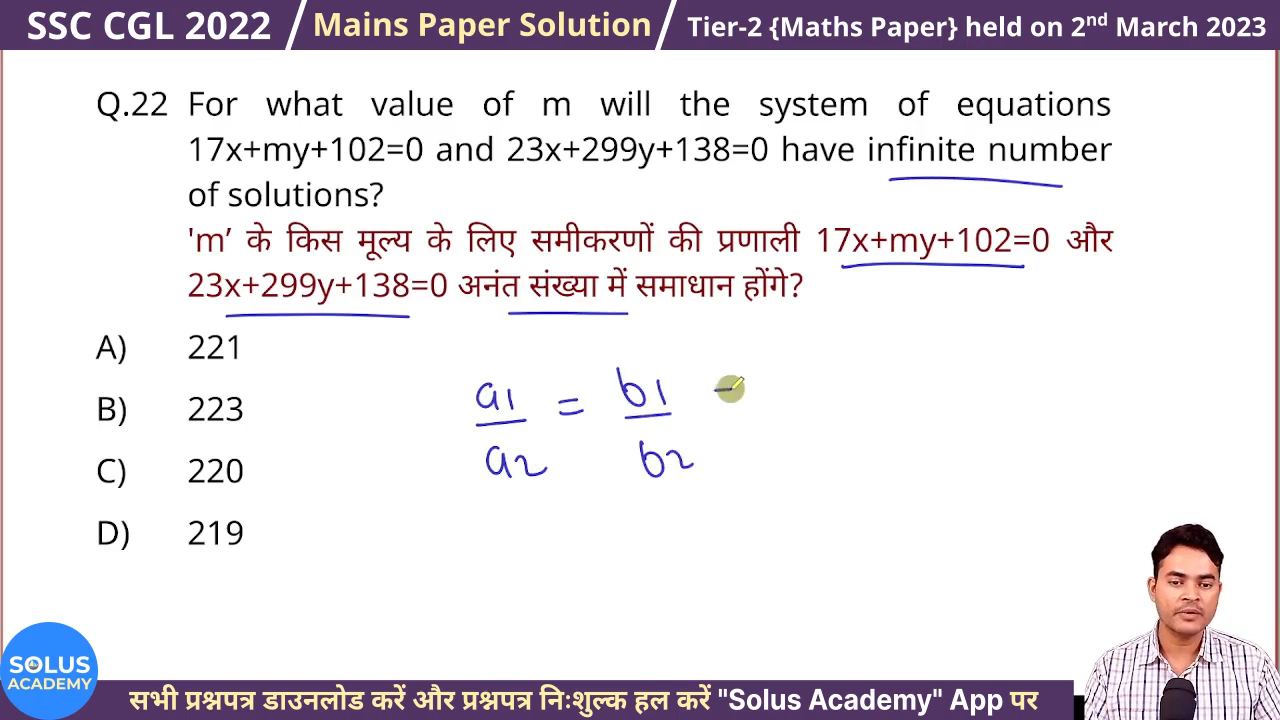 SSC CGL 2022 / Mains Paper Solution / Tier-2 {Maths Paper} held on 2nd March 2023
Q.22 For what value of m will the system of equations
17x+my+102=0 and 23x+299y+138=0 have infinite number
of solutions?
'm’ के किस मूल्य के लिए समीकरणों की प्रणाली 17x+my+102=0 और
23x+299y+138=0 अनंत संख्या में समाधान होंगे?
A) 221
B) 223
C) 220
D) 219
a1 = b1
a2 b2
SOLUS
ACADEMY
सभी प्रश्नपत्र डाउनलोड करें और प्रश्नपत्र निःशुल्क हल करें "Solus Academy" App पर